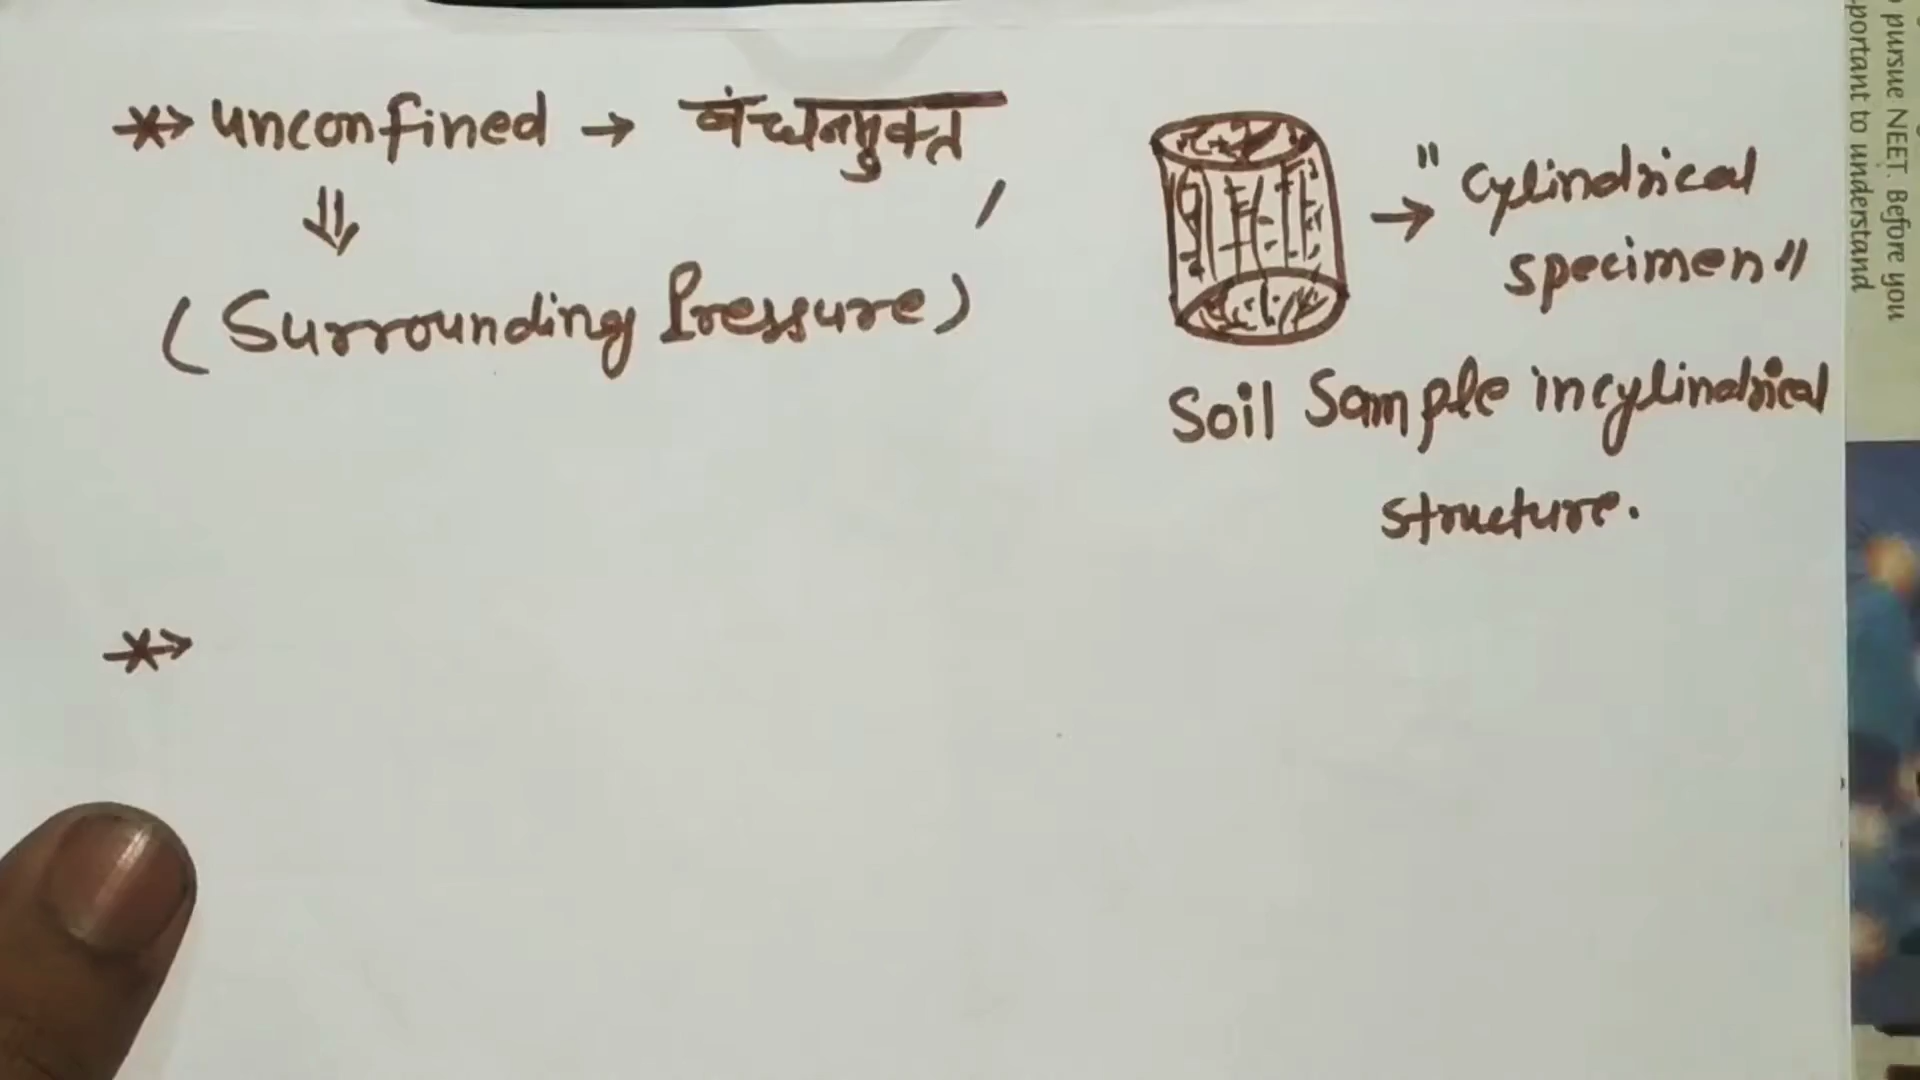 unconfined → बंधनमुक्त
(Surrounding Pressure)
→ "cylindrical
specimen"
Soil Sample in cylindrical
structure.
pursue NEET. Before you
portant to understand